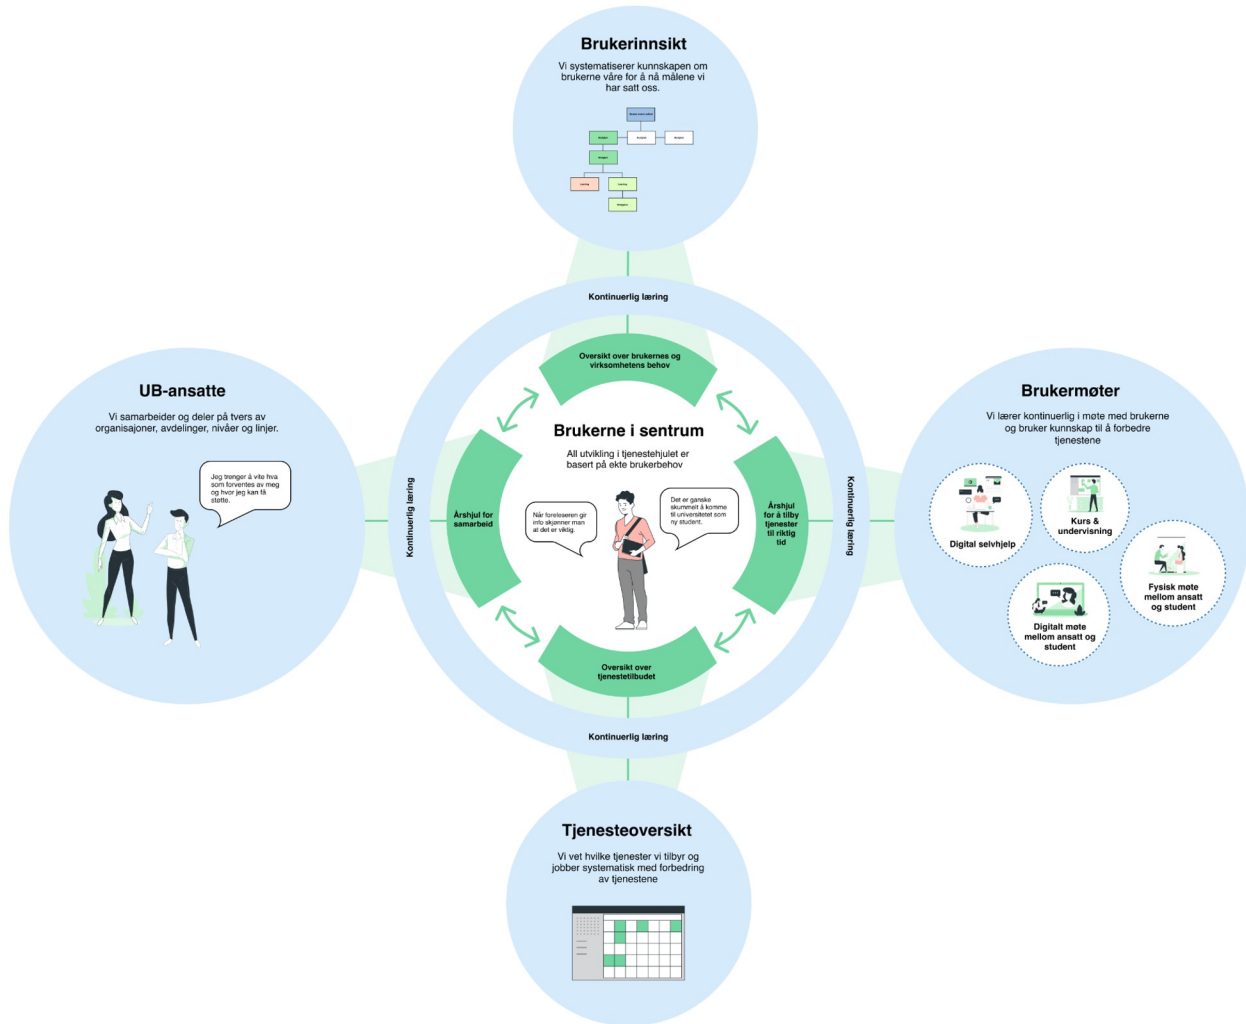 Brukerinnsikt
Vi systematiserer kunnskapen om
brukerne våre for å nå målene vi
har satt oss.
Kontinuerlig læring
Oversikt over brukernes og
virksomhetens behov
UB-ansatte
Vi samarbeider og deler på tvers av
organisajoner, avdelinger, nivåer og linjer.
Jeg trenger å vite hva
som forventes av meg
og hvor jeg kan få
støtte.
Kontinuerlig læring
Årshjul for
samarbeid
Brukerne i sentrum
All utvikling i tjenestehjulet er
basert på ekte brukerbehov
Når foreleseren gir
info skjønner man
at det er viktig.
Det er ganske
skummelt å komme
til universitetet som
ny student.
Årshjul
for å tilby
tjenester
til riktig
tid
Kontinuerlig læring
Brukermøter
Vi lærer kontinuerlig i møte med brukerne
og bruker kunnskap til å forbedre
tjenestene
Digital selvhjelp
Kurs &
undervisning
Fysisk møte
mellom ansatt
og student
Digitalt møte
mellom ansatt og
student
Oversikt over
tjenestetilbudet
Kontinuerlig læring
Tjenesteoversikt
Vi vet hvilke tjenester vi tilbyr og
jobber systematisk med forbedring
av tjenestene